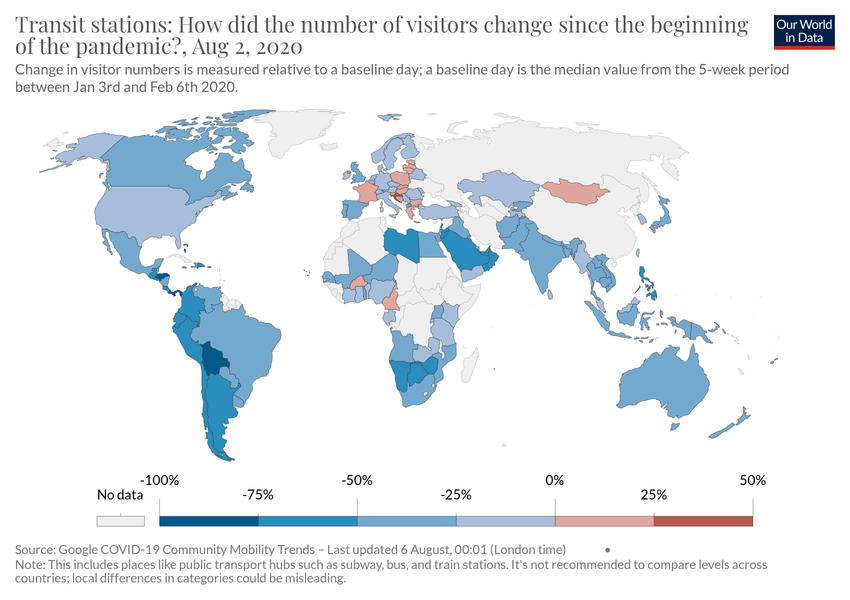 Transit stations: How did the number of visitors change since the beginning
of the pandemic?, Aug 2, 2020
Our World
in Data
Change in visitor numbers is measured relative to a baseline day; a baseline day is the median value from the 5-week period
between Jan 3rd and Feb 6th 2020.
-100% -50% 0% 50%
No data -75% -25% 25%
Source: Google COVID-19 Community Mobility Trends – Last updated 6 August, 00:01 (London time)
Note: This includes places like public transport hubs such as subway, bus, and train stations. It's not recommended to compare levels across
countries; local differences in categories could be misleading.